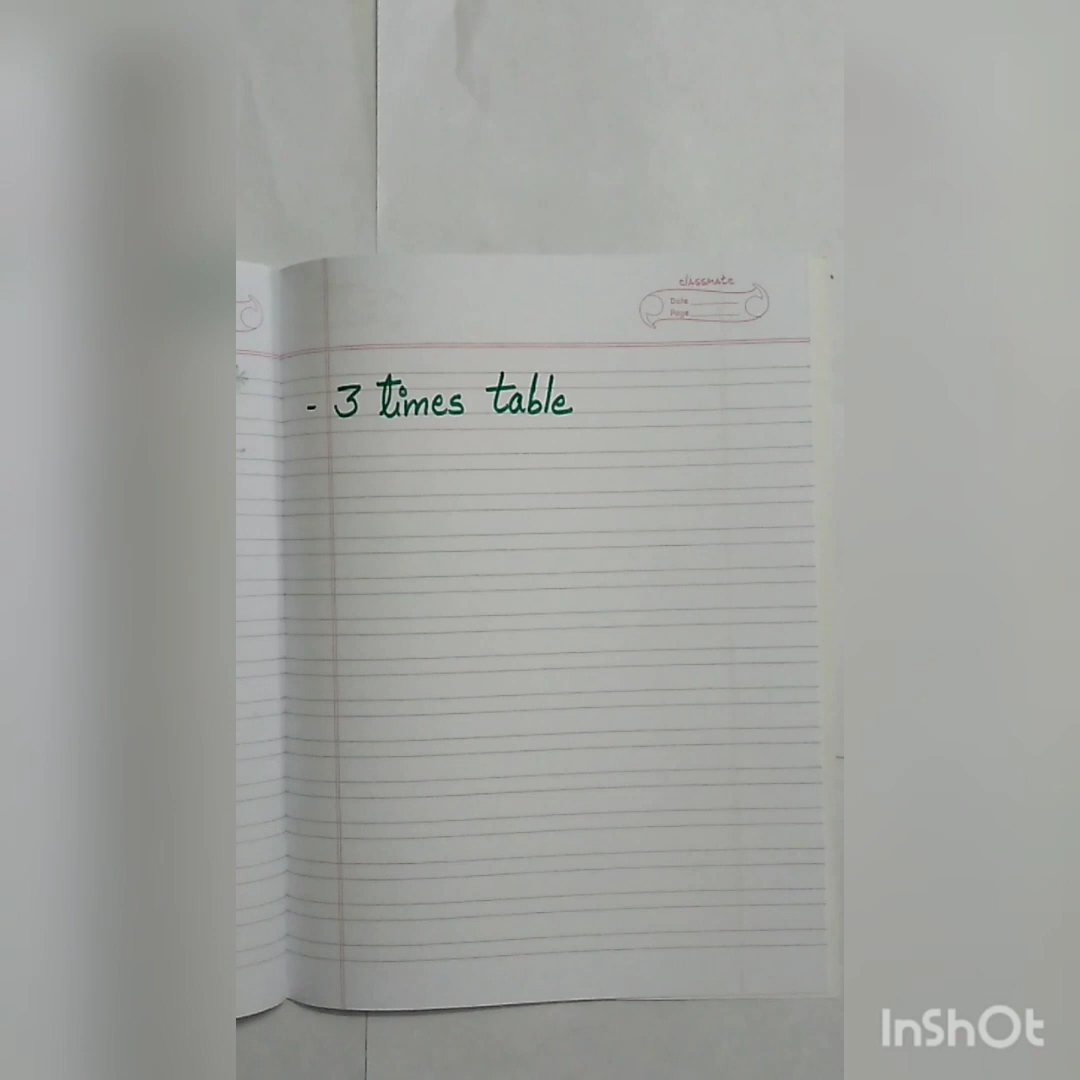 classmate
Date
Page
- 3 times table
InShOt